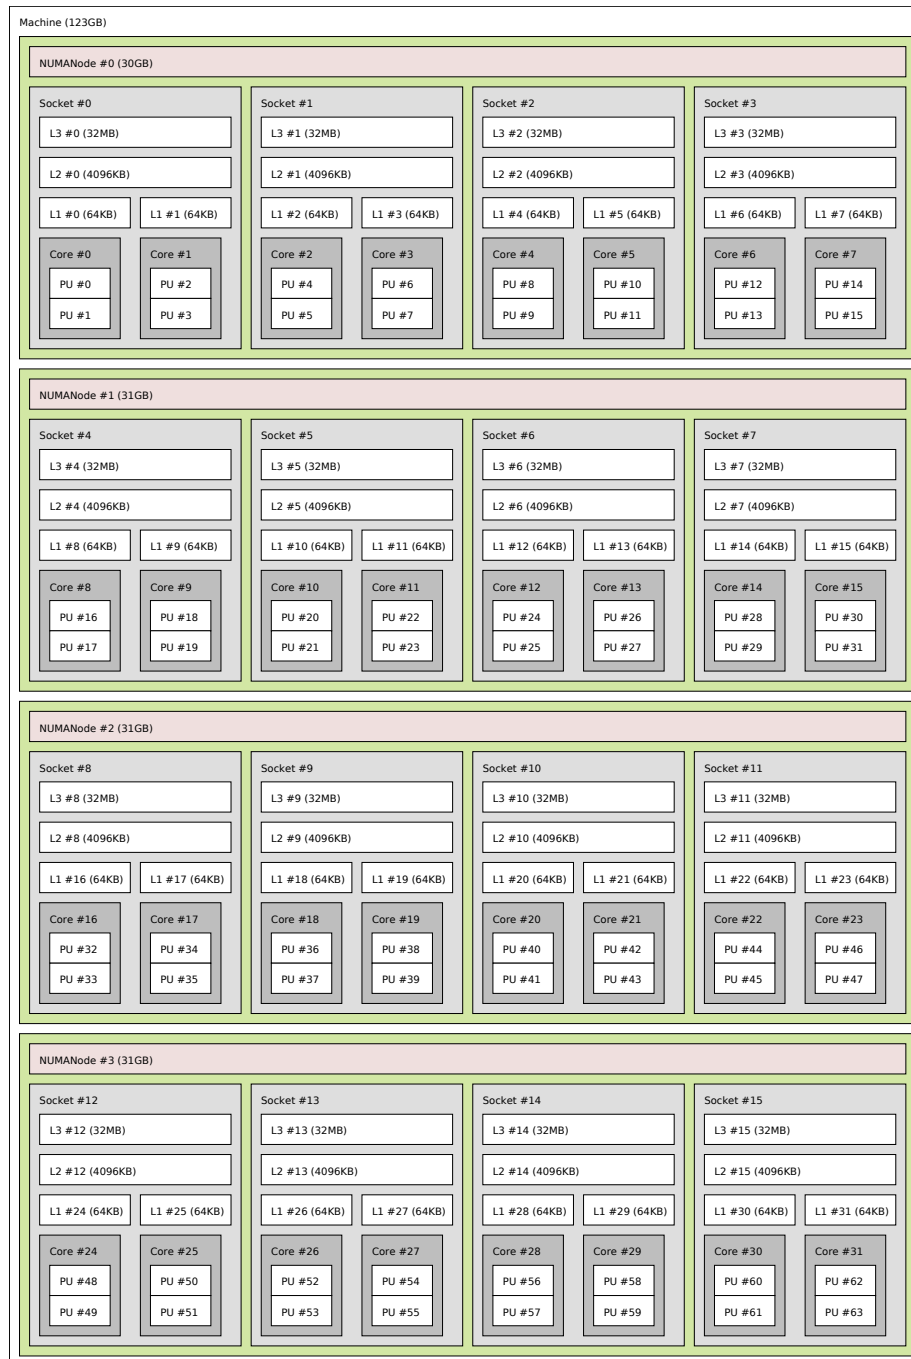 Machine (123GB)
NUMANode #0 (30GB)
Socket #0 Socket #1 Socket #2 Socket #3
L3 #0 (32MB) L3 #1 (32MB) L3 #2 (32MB) L3 #3 (32MB)
L2 #0 (4096KB) L2 #1 (4096KB) L2 #2 (4096KB) L2 #3 (4096KB)
L1 #0 (64KB) L1 #1 (64KB) L1 #2 (64KB) L1 #3 (64KB) L1 #4 (64KB) L1 #5 (64KB) L1 #6 (64KB) L1 #7 (64KB)
Core #0 Core #1 Core #2 Core #3 Core #4 Core #5 Core #6 Core #7
PU #0 PU #2 PU #4 PU #6 PU #8 PU #10 PU #12 PU #14
PU #1 PU #3 PU #5 PU #7 PU #9 PU #11 PU #13 PU #15
NUMANode #1 (31GB)
Socket #4 Socket #5 Socket #6 Socket #7
L3 #4 (32MB) L3 #5 (32MB) L3 #6 (32MB) L3 #7 (32MB)
L2 #4 (4096KB) L2 #5 (4096KB) L2 #6 (4096KB) L2 #7 (4096KB)
L1 #8 (64KB) L1 #9 (64KB) L1 #10 (64KB) L1 #11 (64KB) L1 #12 (64KB) L1 #13 (64KB) L1 #14 (64KB) L1 #15 (64KB)
Core #8 Core #9 Core #10 Core #11 Core #12 Core #13 Core #14 Core #15
PU #16 PU #18 PU #20 PU #22 PU #24 PU #26 PU #28 PU #30
PU #17 PU #19 PU #21 PU #23 PU #25 PU #27 PU #29 PU #31
NUMANode #2 (31GB)
Socket #8 Socket #9 Socket #10 Socket #11
L3 #8 (32MB) L3 #9 (32MB) L3 #10 (32MB) L3 #11 (32MB)
L2 #8 (4096KB) L2 #9 (4096KB) L2 #10 (4096KB) L2 #11 (4096KB)
L1 #16 (64KB) L1 #17 (64KB) L1 #18 (64KB) L1 #19 (64KB) L1 #20 (64KB) L1 #21 (64KB) L1 #22 (64KB) L1 #23 (64KB)
Core #16 Core #17 Core #18 Core #19 Core #20 Core #21 Core #22 Core #23
PU #32 PU #34 PU #36 PU #38 PU #40 PU #42 PU #44 PU #46
PU #33 PU #35 PU #37 PU #39 PU #41 PU #43 PU #45 PU #47
NUMANode #3 (31GB)
Socket #12 Socket #13 Socket #14 Socket #15
L3 #12 (32MB) L3 #13 (32MB) L3 #14 (32MB) L3 #15 (32MB)
L2 #12 (4096KB) L2 #13 (4096KB) L2 #14 (4096KB) L2 #15 (4096KB)
L1 #24 (64KB) L1 #25 (64KB) L1 #26 (64KB) L1 #27 (64KB) L1 #28 (64KB) L1 #29 (64KB) L1 #30 (64KB) L1 #31 (64KB)
Core #24 Core #25 Core #26 Core #27 Core #28 Core #29 Core #30 Core #31
PU #48 PU #50 PU #52 PU #54 PU #56 PU #58 PU #60 PU #62
PU #49 PU #51 PU #53 PU #55 PU #57 PU #59 PU #61 PU #63